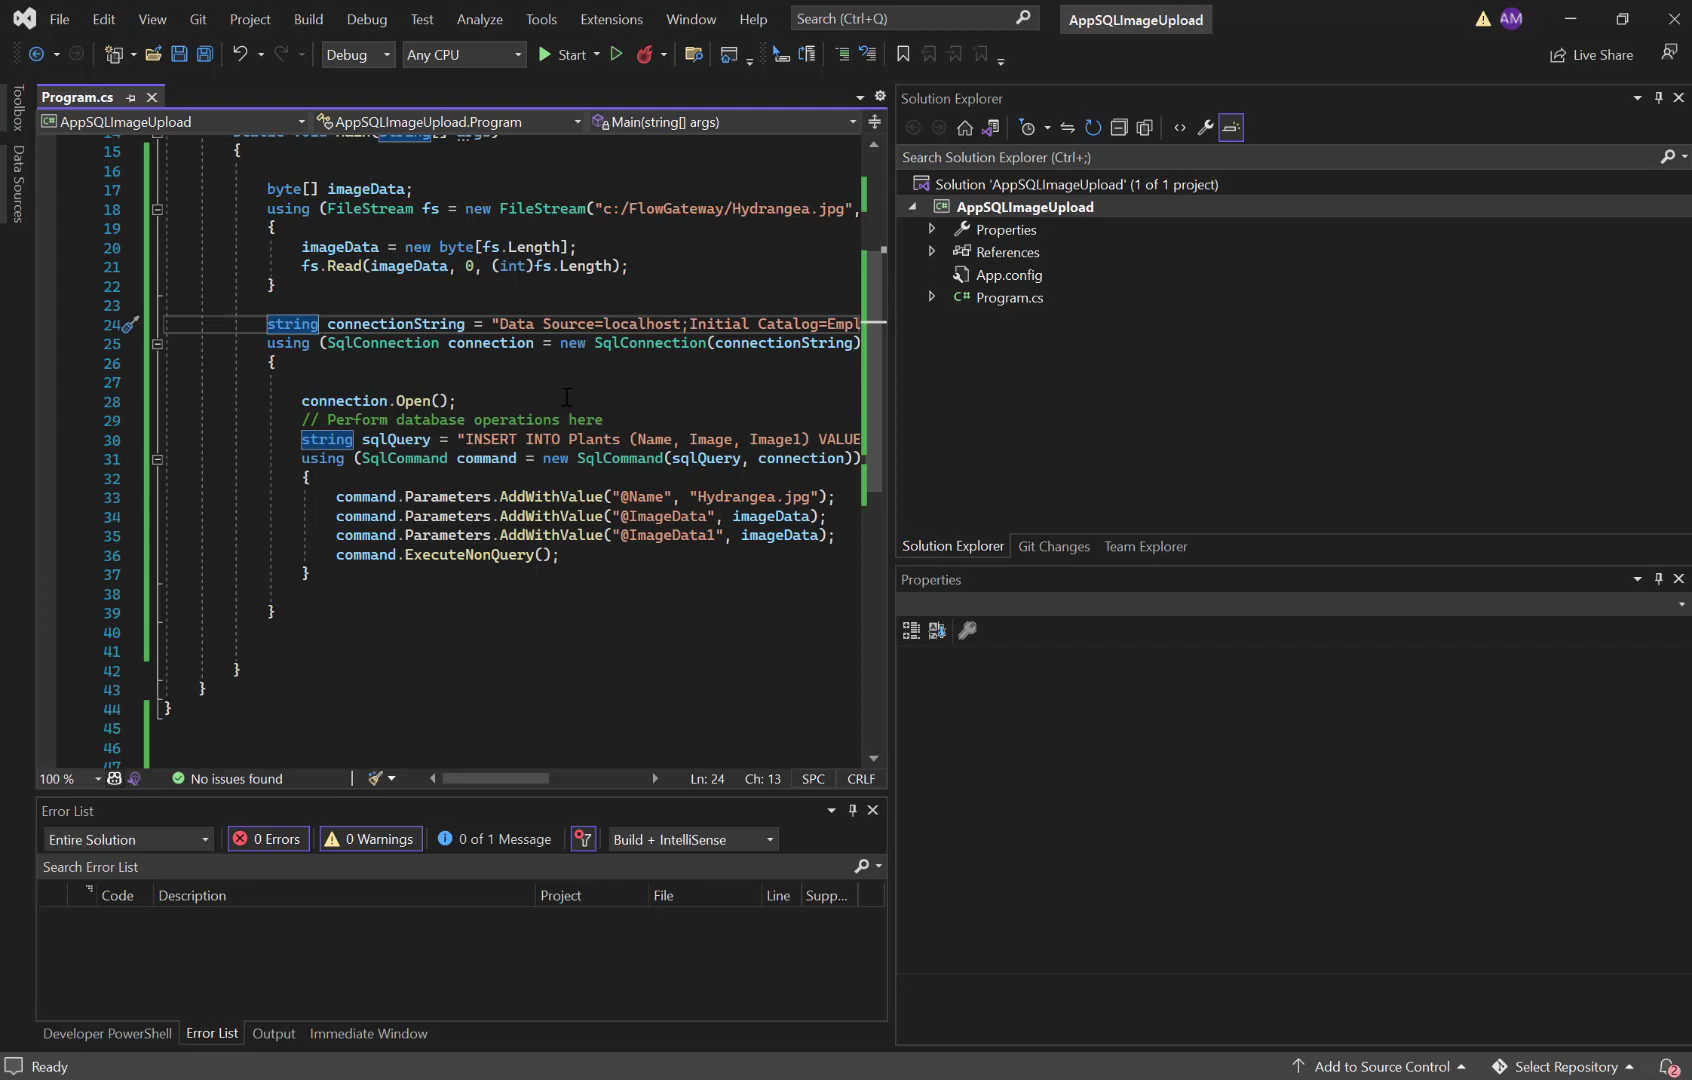 File Edit View Git Project Build Debug Test Analyze Tools Extensions Window Help Search (Ctrl+Q) AppSQLImageUpload AM
Debug Any CPU Start Live Share
Toolbox
Data Sources
Program.cs
AppSQLImageUpload AppSQLImageUpload.Program Main(string[] args)
15 {
16
17 byte[] imageData;
18 using (FileStream fs = new FileStream("c:/FlowGateway/Hydrangea.jpg",
19 {
20 imageData = new byte[fs.Length];
21 fs.Read(imageData, 0, (int)fs.Length);
22 }
23
24 string connectionString = "Data Source=localhost;Initial Catalog=Empl
25 using (SqlConnection connection = new SqlConnection(connectionString)
26 {
27
28 connection.Open();
29 // Perform database operations here
30 string sqlQuery = "INSERT INTO Plants (Name, Image, Image1) VALUE
31 using (SqlCommand command = new SqlCommand(sqlQuery, connection))
32 {
33 command.Parameters.AddWithValue("@Name", "Hydrangea.jpg");
34 command.Parameters.AddWithValue("@ImageData", imageData);
35 command.Parameters.AddWithValue("@ImageData1", imageData);
36 command.ExecuteNonQuery();
37 }
38
39 }
40
41
42 }
43 }
44 }
45
46
47
100 % No issues found Ln: 24 Ch: 13 SPC CRLF
Error List
Entire Solution 0 Errors 0 Warnings 0 of 1 Message Build + IntelliSense
Search Error List
Code Description Project File Line Supp...
Developer PowerShell Error List Output Immediate Window
Solution Explorer
Search Solution Explorer (Ctrl+;)
Solution 'AppSQLImageUpload' (1 of 1 project)
AppSQLImageUpload
Properties
References
App.config
C# Program.cs
Solution Explorer Git Changes Team Explorer
Properties
Ready Add to Source Control Select Repository 2